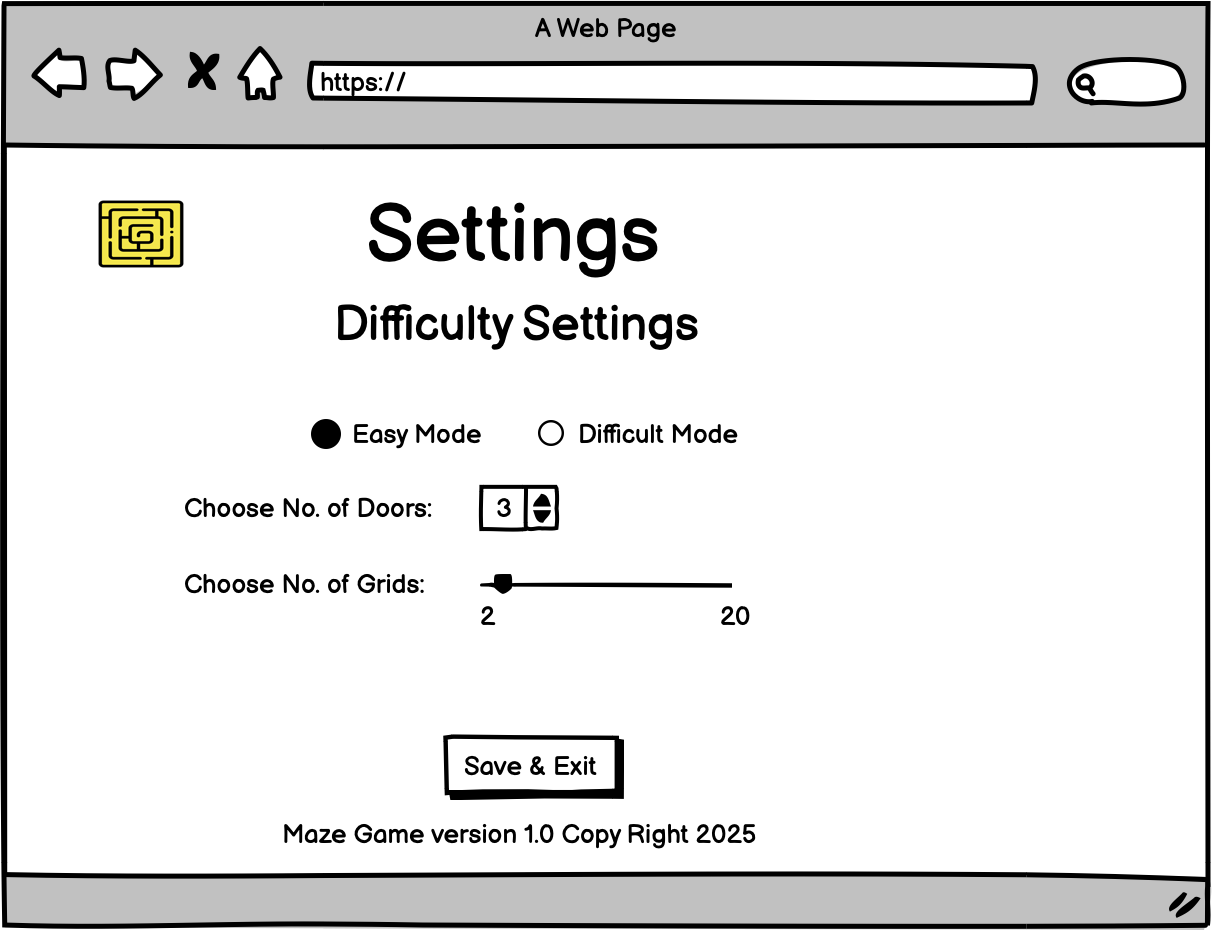 A Web Page
https://
Settings
Difficulty Settings
Easy Mode Difficult Mode
Choose No. of Doors: 3
Choose No. of Grids:
2 20
Save & Exit
Maze Game version 1.0 Copy Right 2025